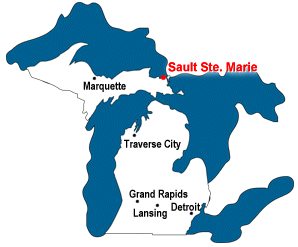 Sault Ste. Marie
Marquette
Traverse City
Grand Rapids
Lansing
Detroit